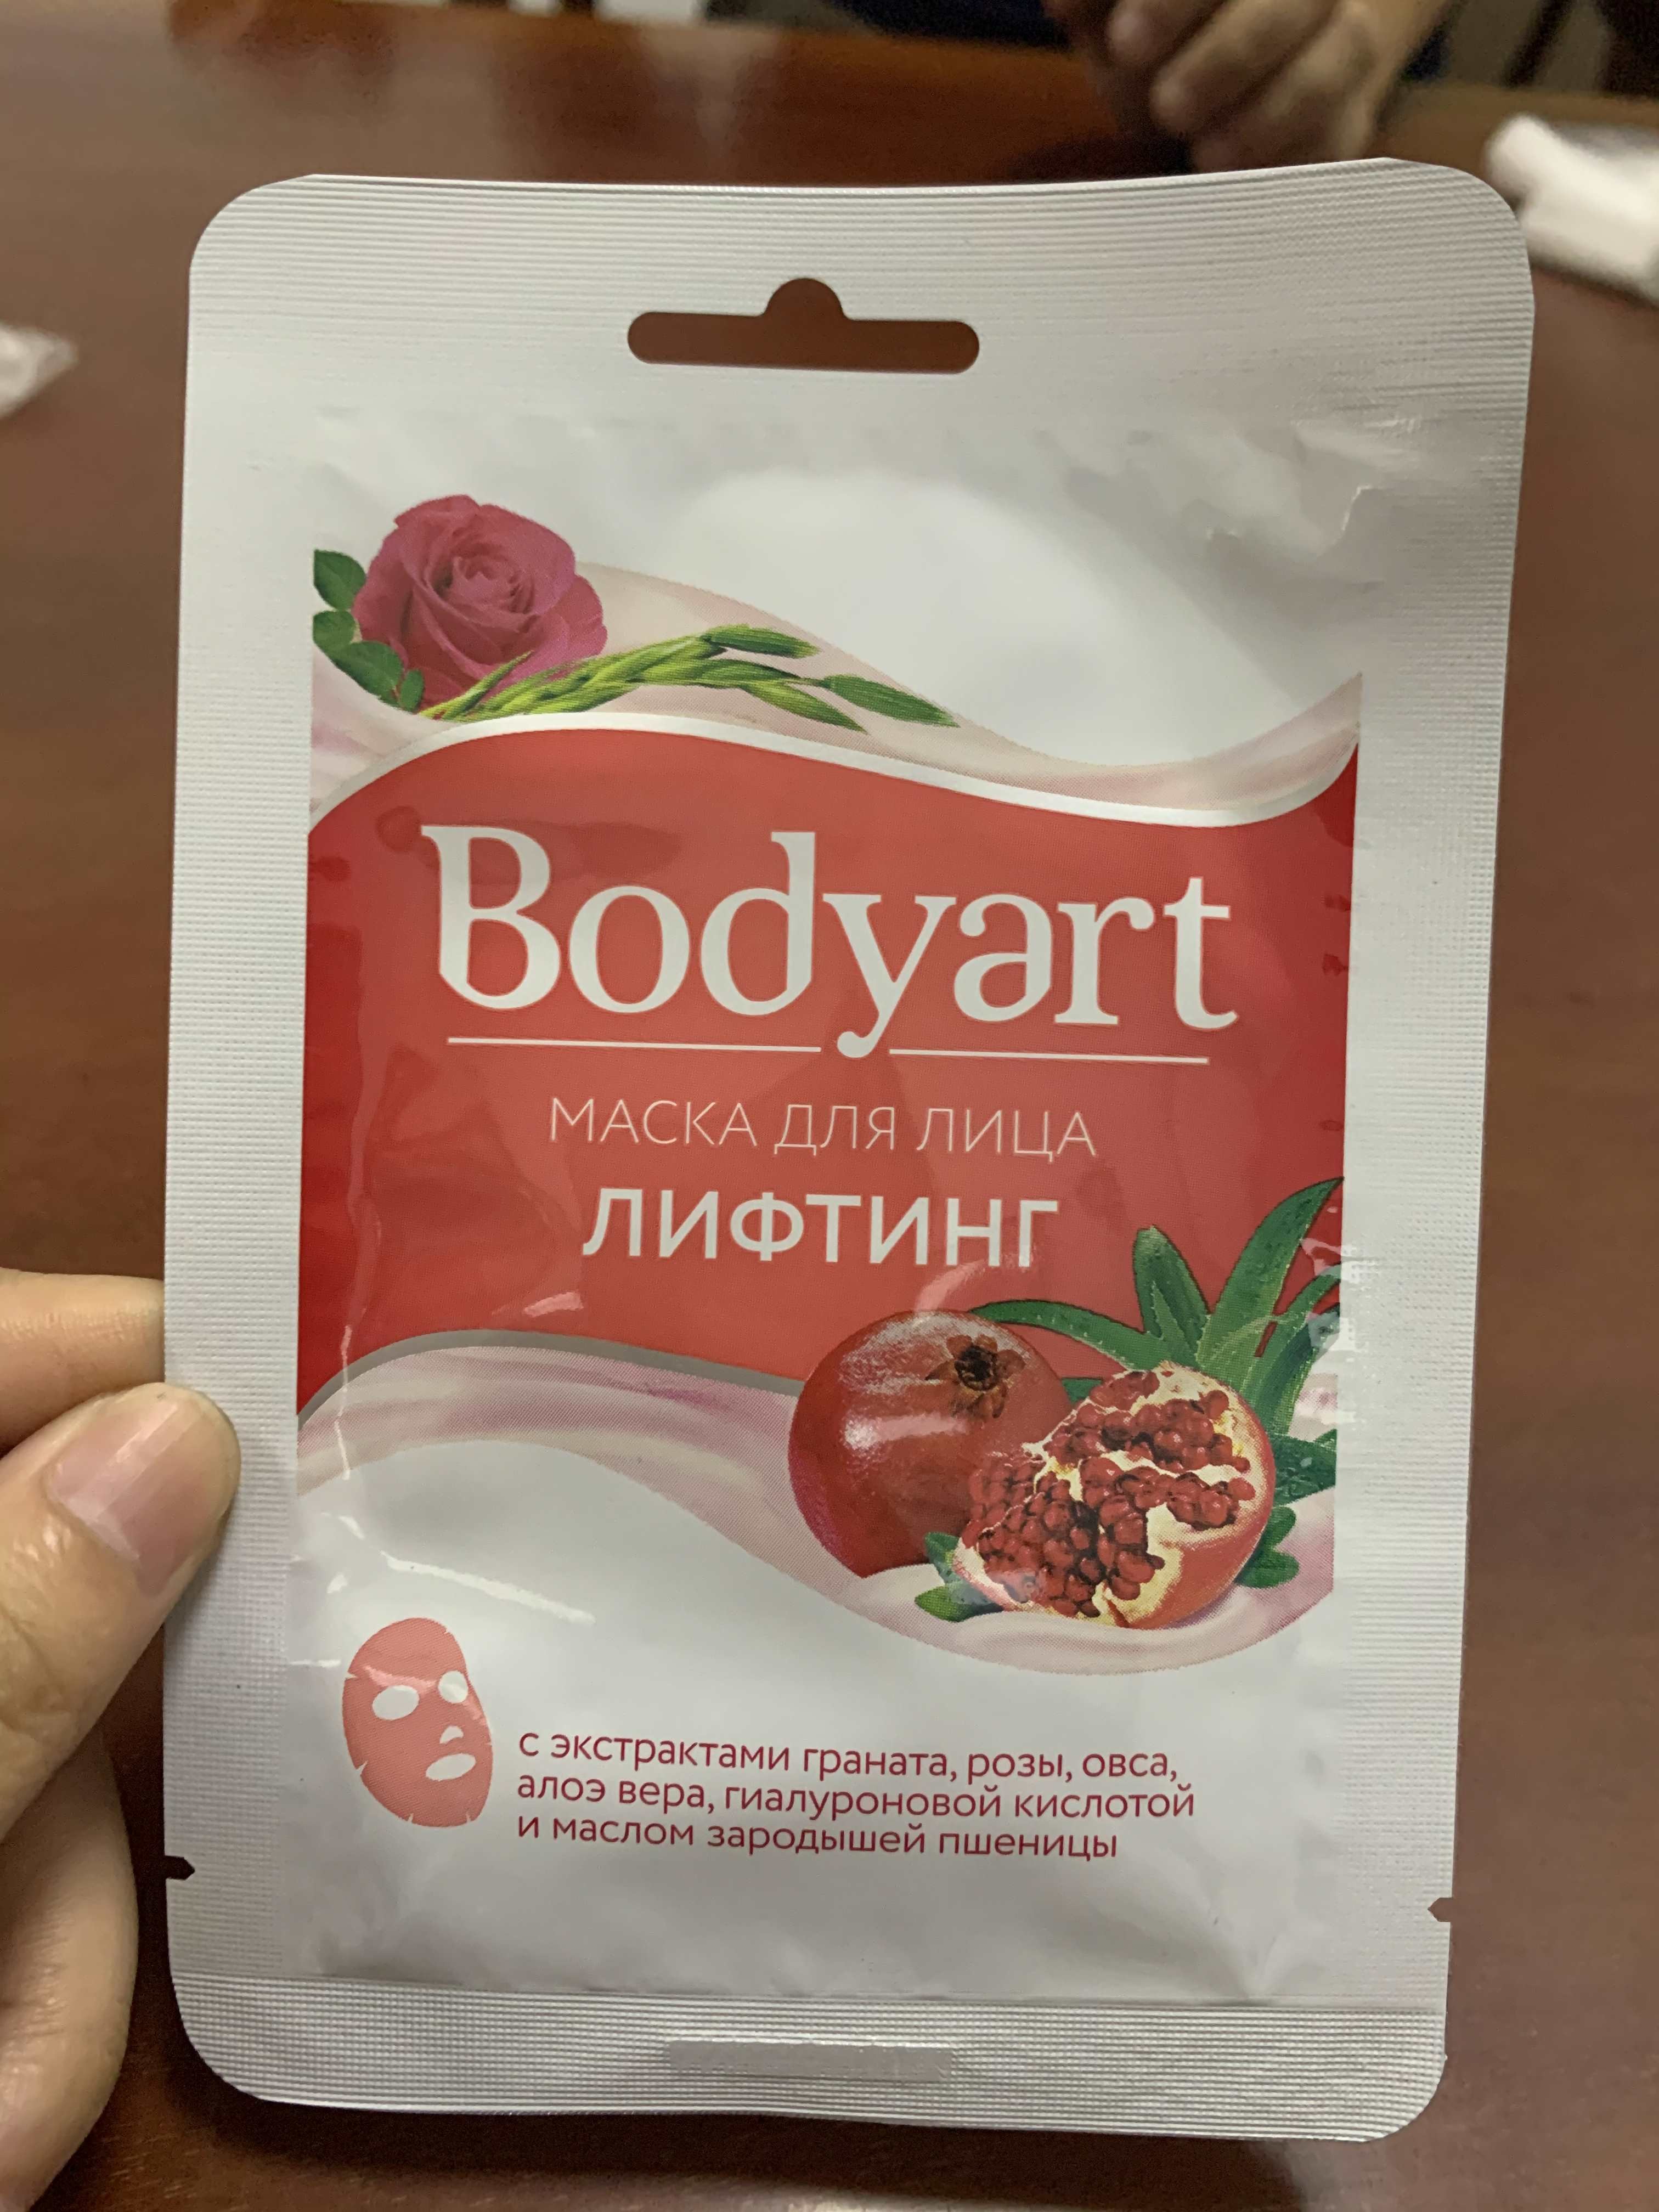 Bodyart
МАСКА ДЛЯ ЛИЦА
ЛИФТИНГ
с экстрактами граната, розы, овса,
алоэ вера, гиалуроновой кислотой
и маслом зародышей пшеницы